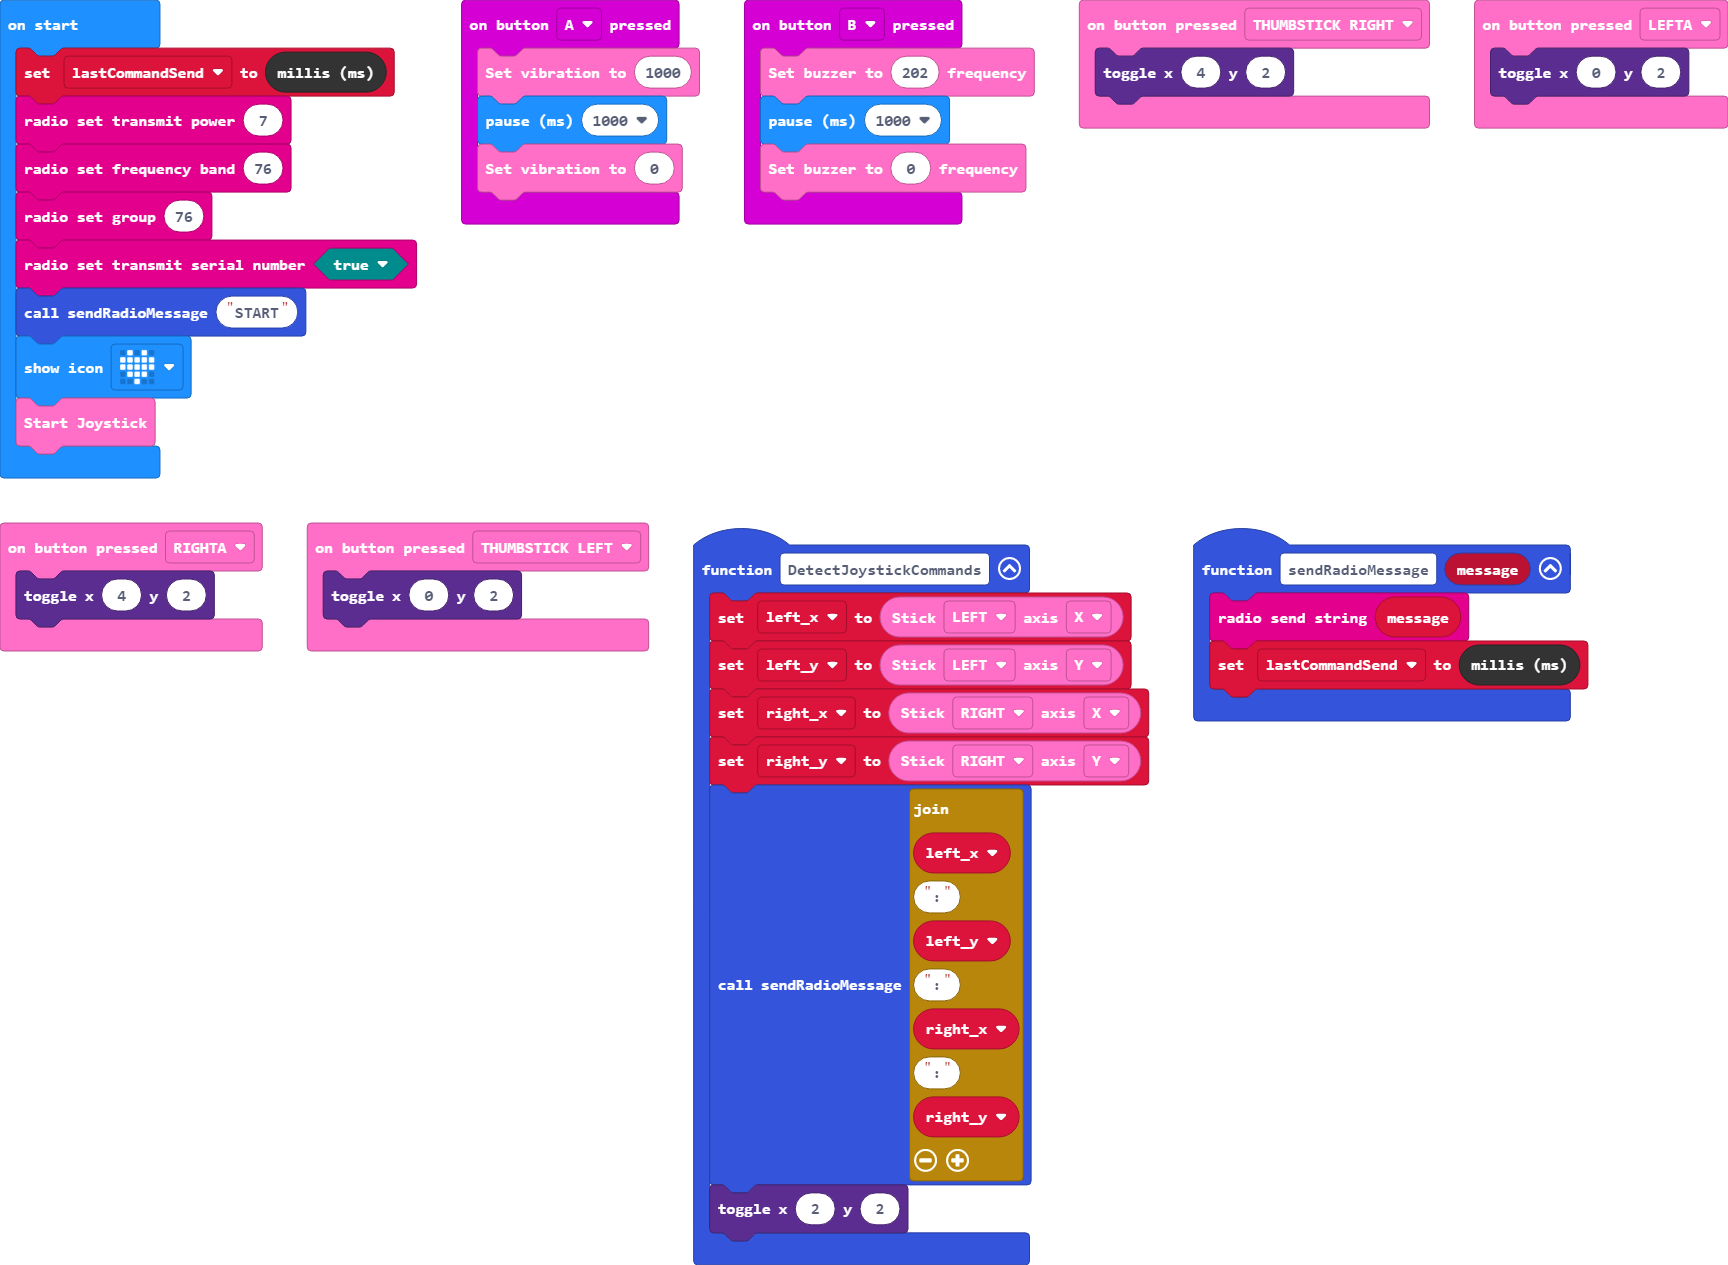 on start
set lastCommandSend to millis (ms)
radio set transmit power 7
radio set frequency band 76
radio set group 76
radio set transmit serial number true
call sendRadioMessage "START"
show icon
Start Joystick
on button A pressed
Set vibration to 1000
pause (ms) 1000
Set vibration to 0
on button B pressed
Set buzzer to 202 frequency
pause (ms) 1000
Set buzzer to 0 frequency
on button pressed THUMBSTICK RIGHT
toggle x 4 y 2
on button pressed LEFTA
toggle x 0 y 2
on button pressed RIGHTA
toggle x 4 y 2
on button pressed THUMBSTICK LEFT
toggle x 0 y 2
function DetectJoystickCommands
set left_x to Stick LEFT axis X
set left_y to Stick LEFT axis Y
set right_x to Stick RIGHT axis X
set right_y to Stick RIGHT axis Y
join
left_x
":"
left_y
":"
call sendRadioMessage
right_x
":"
right_y
toggle x 2 y 2
function sendRadioMessage message
radio send string message
set lastCommandSend to millis (ms)